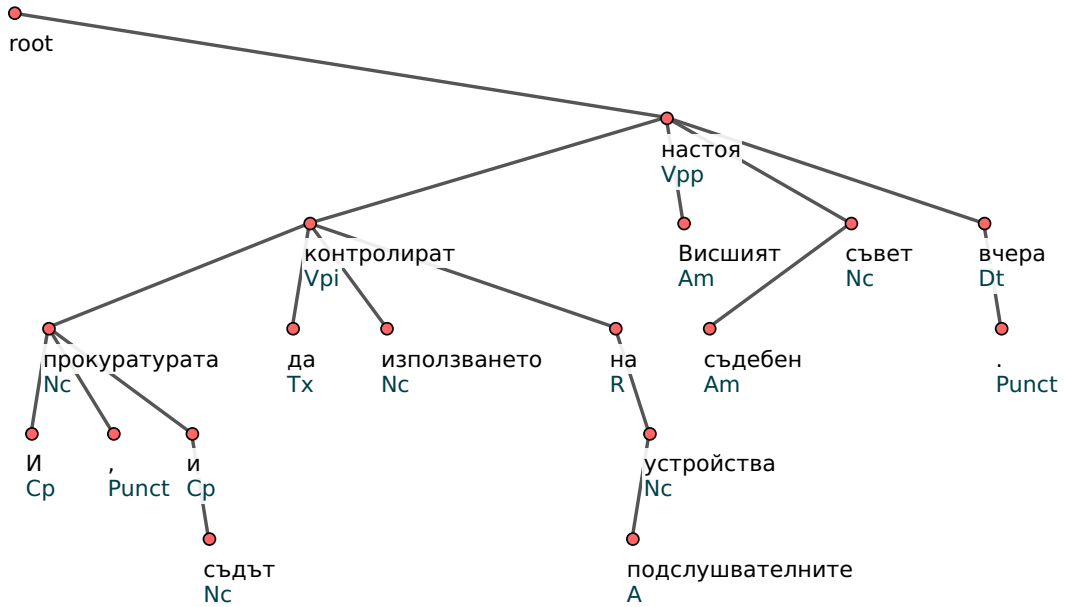 root
настоя
Vpp
контролират Висшият съвет вчера
Vpi Am Nc Dt
прокуратурата да използването на съдебен .
Nc Tx Nc R Am Punct
И , и устройства
Cp Punct Cp Nc
съдът подслушвателните
Nc A